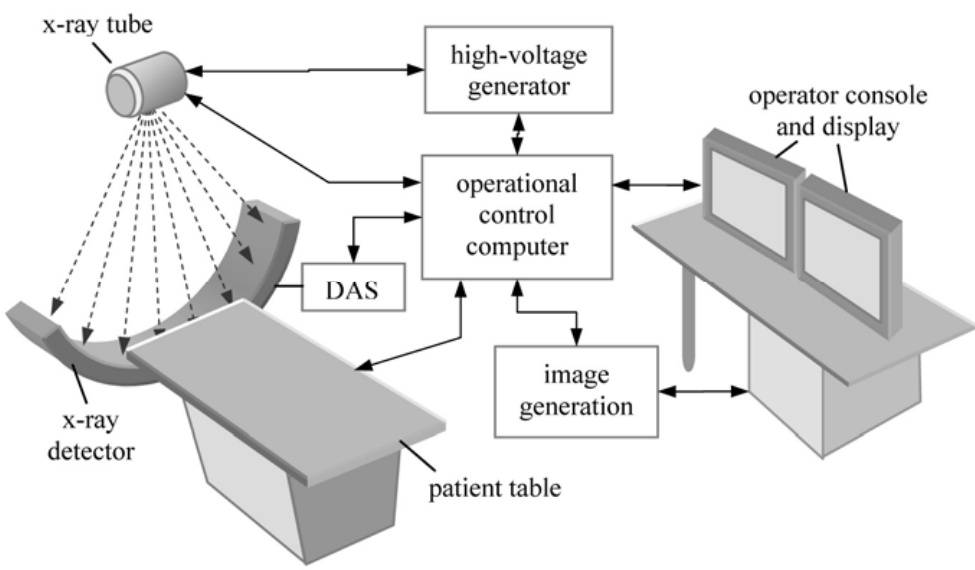 x-ray tube
high-voltage
generator
operator console
and display
operational
control
computer
DAS
image
generation
x-ray
detector
patient table